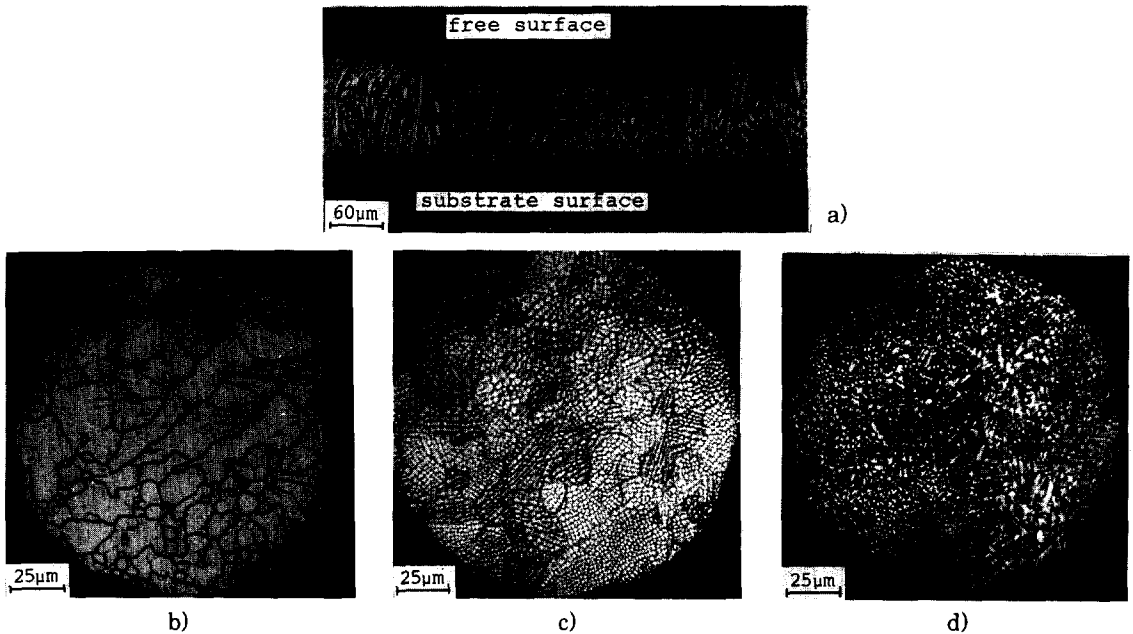 free surface
substrate surface
60µm
a)
25µm
25µm
25µm
b)
c)
d)